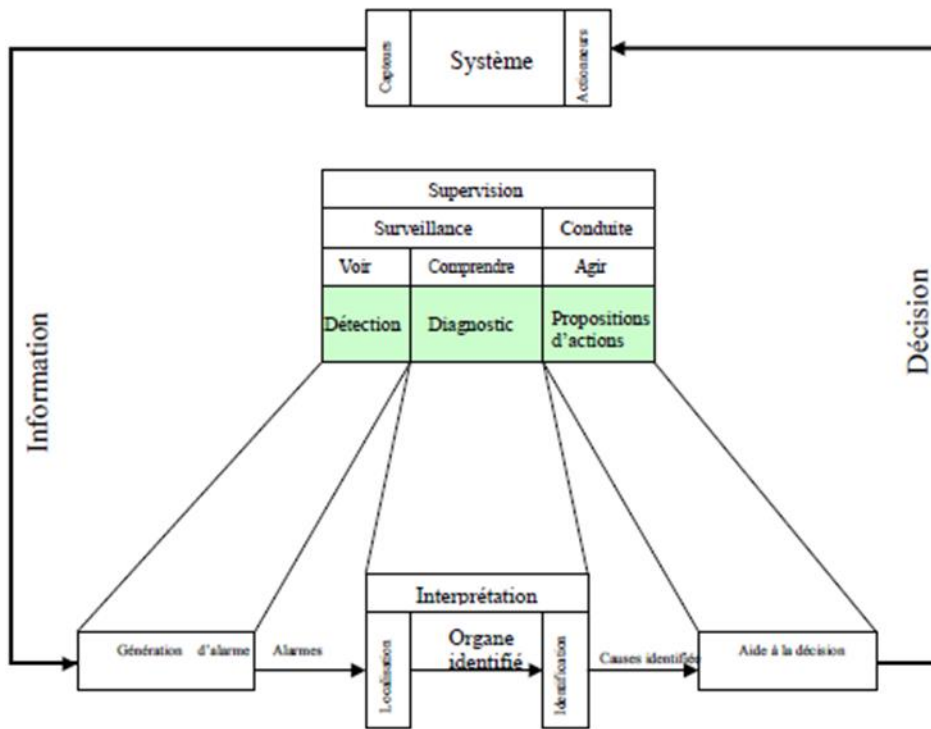 Capteurs
Système
Actionneurs
Supervision
Surveillance
Conduite
Voir
Comprendre
Agir
Détection
Diagnostic
Propositions
d'actions
Information
Décision
Interprétation
Génération d'alarme
Alarmes
Localisation
Organe
identifié
Identification
Causes identifiée
Aide à la décision